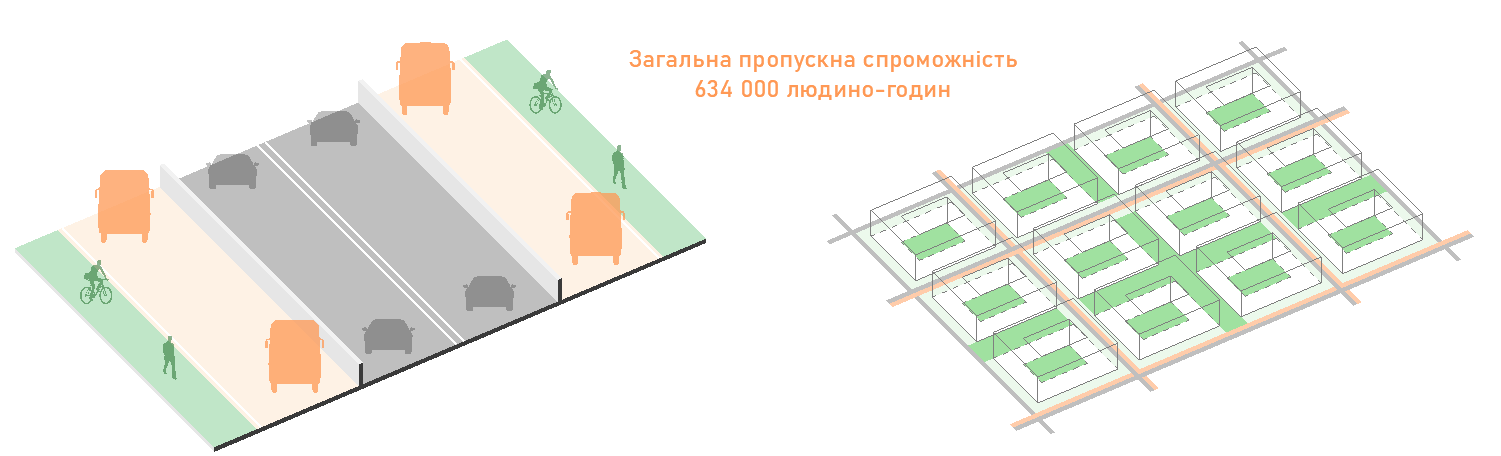 Загальна пропускна спроможність
634 000 людино-годин